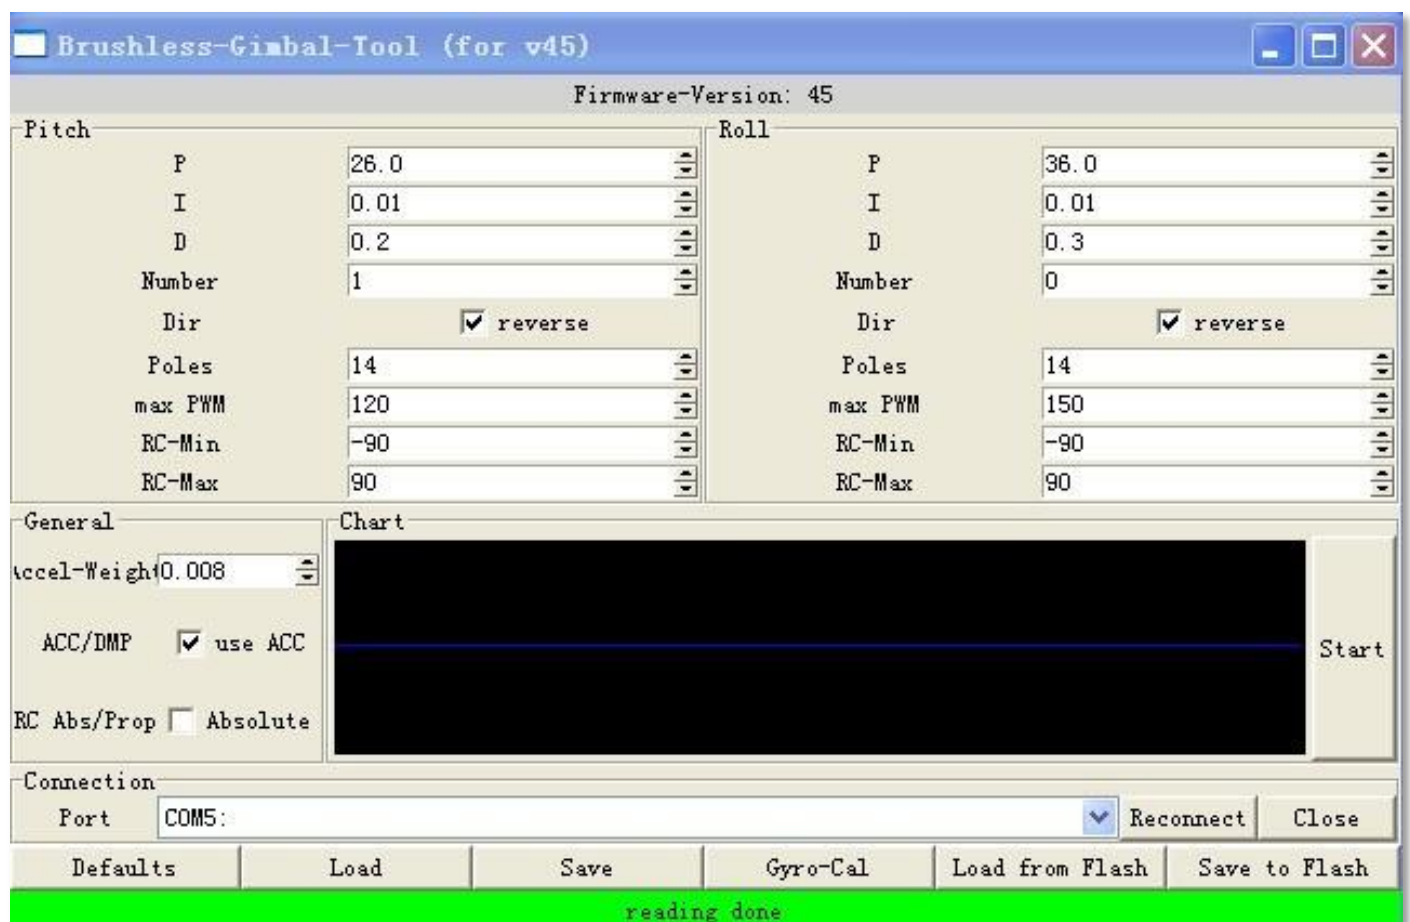 Brushless-Gimbal-Tool (for v45)
Firmware-Version: 45
Pitch
P 26.0
I 0.01
D 0.2
Number 1
Dir reverse
Poles 14
max PWM 120
RC-Min -90
RC-Max 90
Roll
P 36.0
I 0.01
D 0.3
Number 0
Dir reverse
Poles 14
max PWM 150
RC-Min -90
RC-Max 90
General
Accel-Weight 0.008
ACC/DMP use ACC
RC Abs/Prop Absolute
Chart
Start
Connection
Port COM5: Reconnect Close
Defaults Load Save Gyro-Cal Load from Flash Save to Flash
reading done